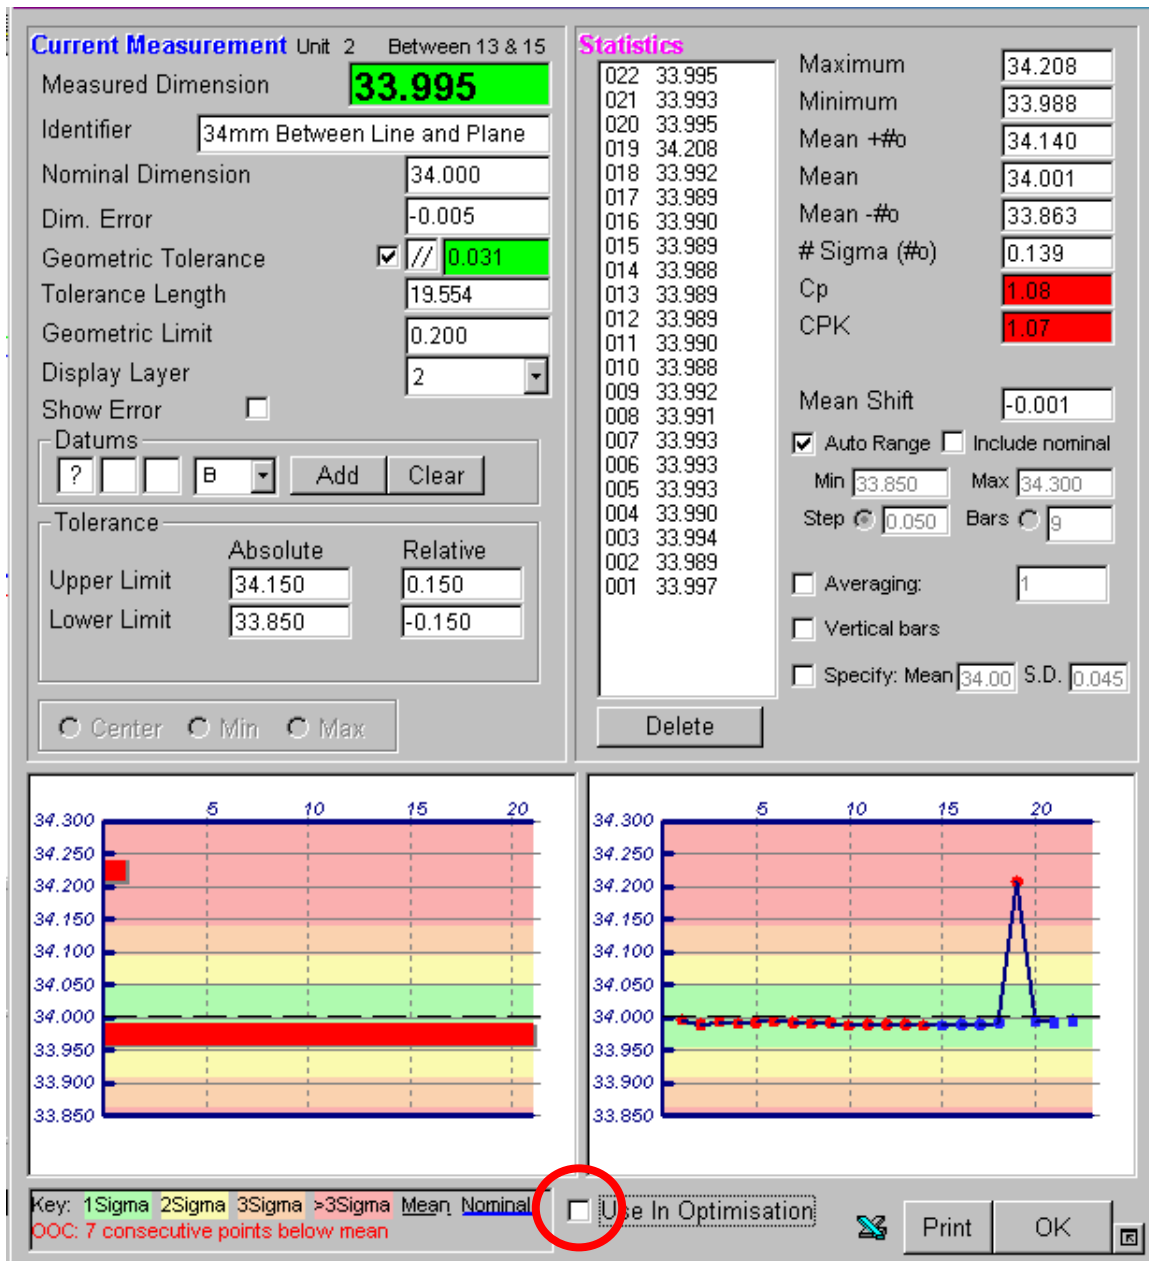 Current Measurement Unit 2 Between 13 & 15
Measured Dimension 33.995
Identifier 34mm Between Line and Plane
Nominal Dimension 34.000
Dim. Error -0.005
Geometric Tolerance // 0.031
Tolerance Length 19.554
Geometric Limit 0.200
Display Layer 2
Show Error
Datums
? B Add Clear
Tolerance
Absolute Relative
Upper Limit 34.150 0.150
Lower Limit 33.850 -0.150
Center Min Max
Statistics
022 33.995
021 33.993
020 33.995
019 34.208
018 33.992
017 33.989
016 33.990
015 33.989
014 33.988
013 33.989
012 33.989
011 33.990
010 33.988
009 33.992
008 33.991
007 33.993
006 33.993
005 33.993
004 33.990
003 33.994
002 33.989
001 33.997
Delete
Maximum 34.208
Minimum 33.988
Mean +#σ 34.140
Mean 34.001
Mean -#σ 33.863
# Sigma (#σ) 0.139
Cp 1.08
CPK 1.07
Mean Shift -0.001
Auto Range Include nominal
Min 33.850 Max 34.300
Step 0.050 Bars 9
Averaging: 1
Vertical bars
Specify: Mean 34.00 S.D. 0.045
5 10 15 20
34.300
34.250
34.200
34.150
34.100
34.050
34.000
33.950
33.900
33.850
5 10 15 20
34.300
34.250
34.200
34.150
34.100
34.050
34.000
33.950
33.900
33.850
Key: 1Sigma 2Sigma 3Sigma >3Sigma Mean Nominal
OOC: 7 consecutive points below mean
Use In Optimisation
Print OK